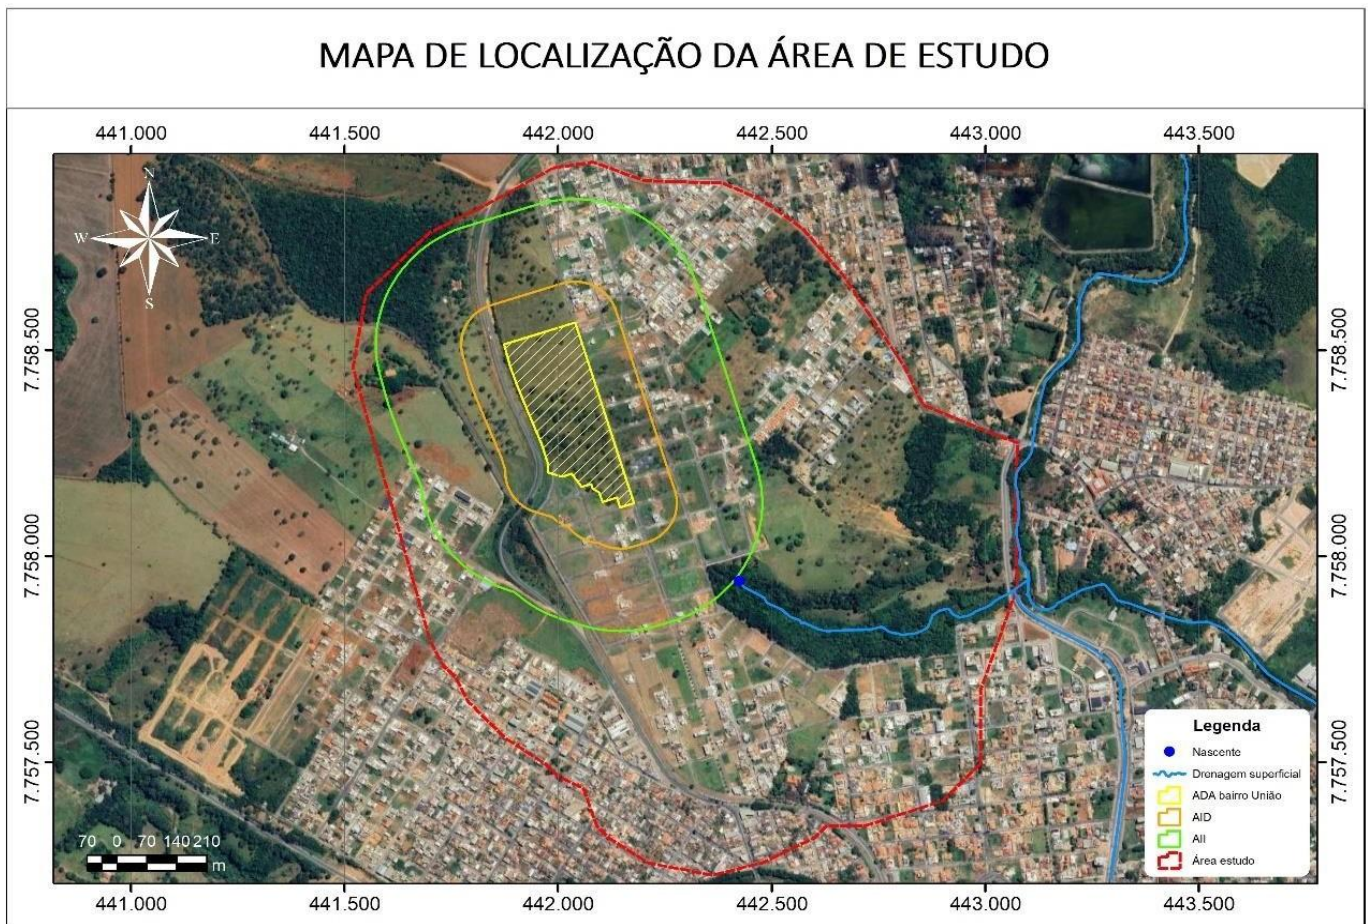 MAPA DE LOCALIZAÇÃO DA ÁREA DE ESTUDO
441.000 441.500 442.000 442.500 443.000 443.500
N
W E
S
7.758.500 7.758.500
7.758.000 7.758.000
7.757.500 7.757.500
Legenda
Nascente
Drenagem superficial
ADA bairro União
AID
AII
Área estudo
70 0 70 140 210
m
441.000 441.500 442.000 442.500 443.000 443.500